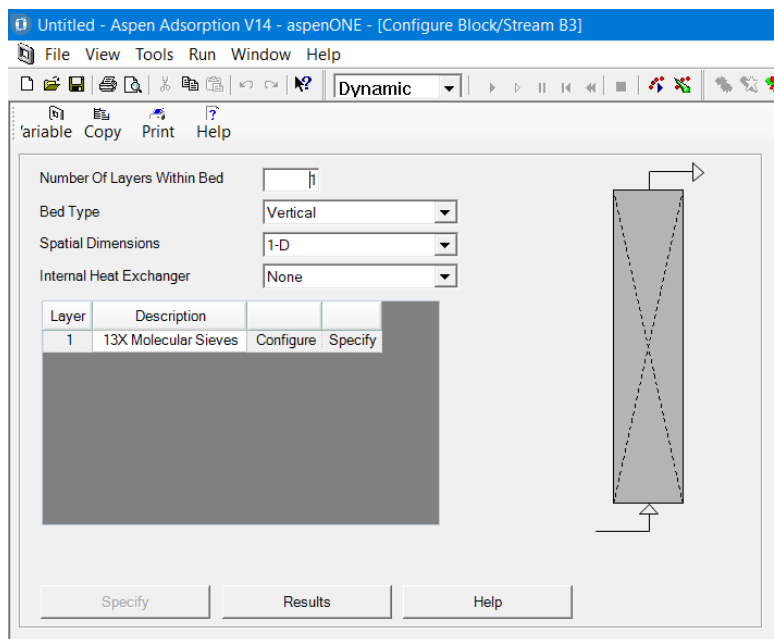 Untitled - Aspen Adsorption V14 - aspenONE - [Configure Block/Stream B3]
File View Tools Run Window Help
Dynamic
'ariable Copy Print Help
Number Of Layers Within Bed 1
Bed Type Vertical
Spatial Dimensions 1-D
Internal Heat Exchanger None
Layer Description
1 13X Molecular Sieves Configure Specify
Specify Results Help